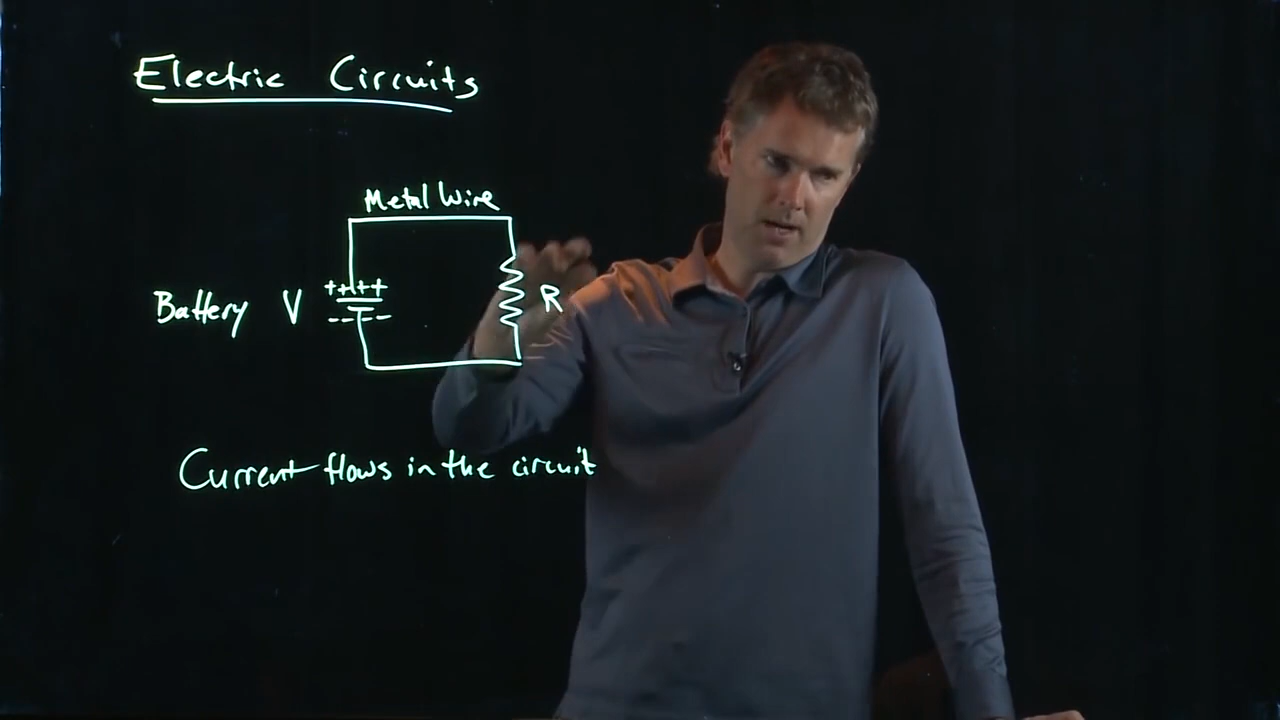 Electric Circuits
Metal Wire
++++
Battery V
-----
R
Current flows in the circuit